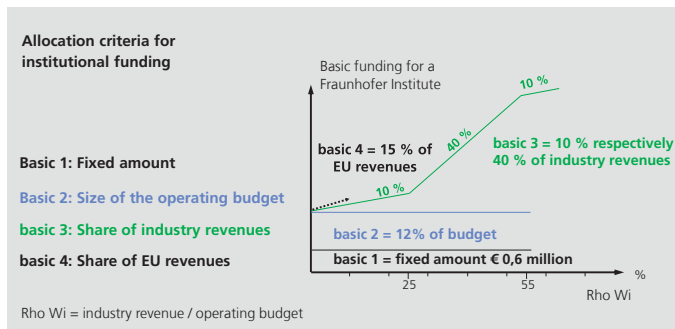 Allocation criteria for
institutional funding
Basic funding for a
Fraunhofer Institute
10 %
basic 4 = 15 % of
EU revenues
40 %
basic 3 = 10 % respectively
40 % of industry revenues
Basic 1: Fixed amount
10 %
Basic 2: Size of the operating budget
basic 3: Share of industry revenues
basic 2 = 12% of budget
basic 4: Share of EU revenues
basic 1 = fixed amount € 0,6 million
%
25
55
Rho Wi
Rho Wi = industry revenue / operating budget